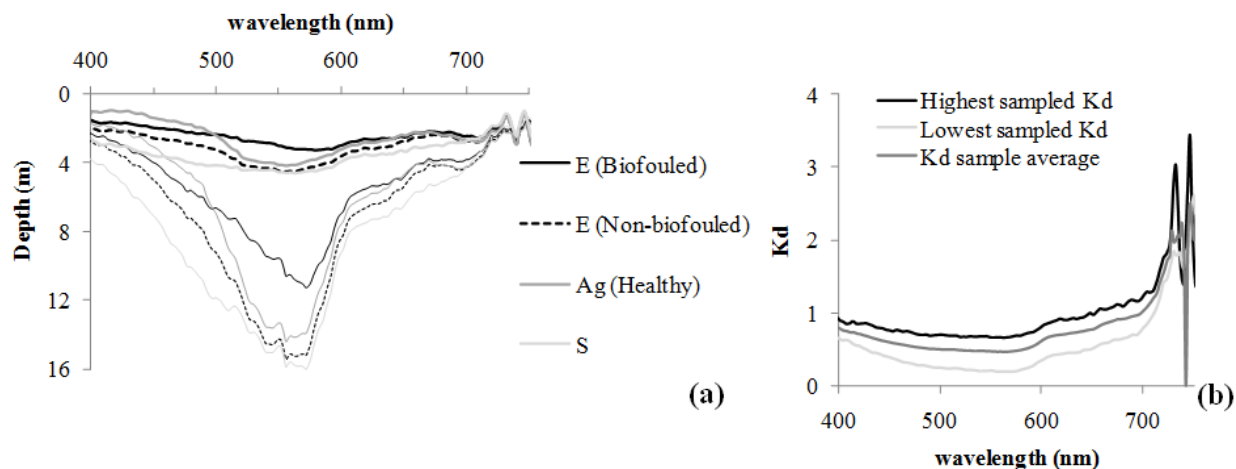 wavelength (nm)
400 500 600 700
0
4
8
12
16
Depth (m)
E (Biofouled)
E (Non-biofouled)
Ag (Healthy)
S
(a)
4
3
2
1
0
Kd
Highest sampled Kd
Lowest sampled Kd
Kd sample average
400 500 600 700
(b)
wavelength (nm)